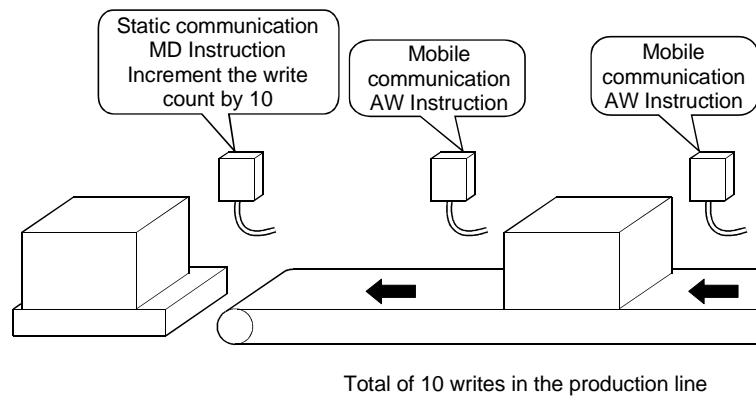 Static communication
MD Instruction
Increment the write
count by 10
Mobile
communication
AW Instruction
Mobile
communication
AW Instruction
Total of 10 writes in the production line